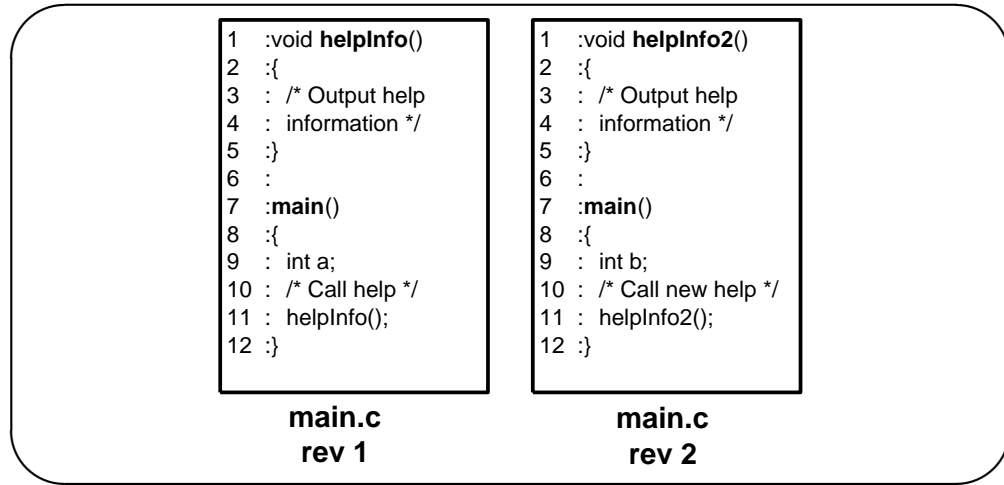 1 :void helpInfo()
2 :{
3 : /* Output help
4 : information */
5 :}
6 :
7 :main()
8 :{
9 : int a;
10 : /* Call help */
11 : helpInfo();
12 :}
main.c
rev 1
1 :void helpInfo2()
2 :{
3 : /* Output help
4 : information */
5 :}
6 :
7 :main()
8 :{
9 : int b;
10 : /* Call new help */
11 : helpInfo2();
12 :}
main.c
rev 2